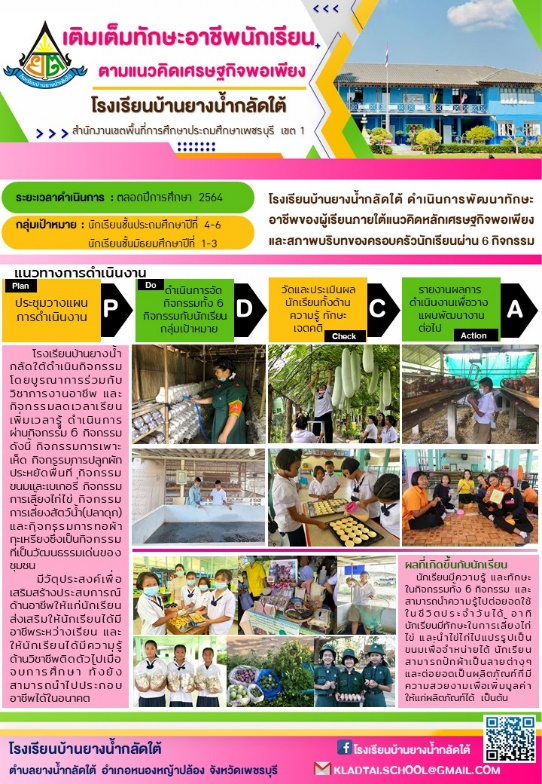 เติมเต็มทักษะอาชีพนักเรียน
ตามแนวคิดเศรษฐกิจพอเพียง
โรงเรียนบ้านยางน้ำกลัดใต้
สำนักงานเขตพื้นที่การศึกษาประถมศึกษาเพชรบุรี เขต 1
ระยะเวลาดำเนินการ : ตลอดปีการศึกษา 2564
กลุ่มเป้าหมาย : นักเรียนชั้นประถมศึกษาปีที่ 4-6
นักเรียนชั้นมัธยมศึกษาปีที่ 1-3
โรงเรียนบ้านยางน้ำกลัดใต้ ดำเนินการพัฒนาทักษะ
อาชีพของผู้เรียนภายใต้แนวคิดหลักเศรษฐกิจพอเพียง
และสภาพบริบทของครอบครัวนักเรียนผ่าน 6 กิจกรรม
แนวทางการดำเนินงาน
Plan
ประชุมวางแผน
การดำเนินงาน
P
Do
ดำเนินการจัด
กิจกรรมทั้ง 6
กิจกรรมกับนักเรียน
กลุ่มเป้าหมาย
D
วัดและประเมินผล
นักเรียนทั้งด้าน
ความรู้ ทักษะ
เจตคติ
Check
C
รายงานผลการ
ดำเนินงานเพื่อวาง
แผนพัฒนางาน
ต่อไป
Action
A
โรงเรียนบ้านยางน้ำ
กลัดใต้ดำเนินกิจกรรม
โดยบูรณาการร่วมกับ
วิชาการงานอาชีพ และ
กิจกรรมลดเวลาเรียน
เพิ่มเวลารู้ ดำเนินการ
ผ่านกิจกรรม 6 กิจกรรม
ดังนี้ กิจกรรมการเพาะ
เห็ด กิจกรรมการปลูกผัก
ประหยัดพื้นที่ กิจกรรม
ขนมและเบเกอรี่ กิจกรรม
การเลี้ยงไก่ไข่ กิจกรรม
การเลี้ยงสัตว์น้ำ(ปลาดุก)
และกิจกรรมการทอผ้า
กะเหรี่ยงซึ่งเป็นกิจกรรม
ที่เป็นวัฒนธรรมเด่นของ
ชุมชน
มีวัตุประสงค์เพื่อ
เสริมสร้างประสบการณ์
ด้านอาชีพให้แก่นักเรียน
ส่งเสริมให้นักเรียนได้มี
อาชีพระหว่างเรียน และ
ให้นักเรียนได้มีความรู้
ด้านวิชาชีพติดตัวไปเมื่อ
จบการศึกษา ทั้งยัง
สามารถนำไปประกอบ
อาชีพได้ในอนาคต
ผลที่เกิดขึ้นกับนักเรียน
นักเรียนมีความรู้ และทักษะ
ในกิจกรรมทั้ง 6 กิจกรรม และ
สามารถนำความรู้ไปต่อยอดใช้
ในชีวิตประจำวันได้ อาทิ
นักเรียนมีทักษะในการเลี้ยงไก่
ไข่ และนำไข่ไก่ไปแปรรูปเป็น
ขนมเพื่อจำหน่ายได้ นักเรียน
สามารถปักผ้าเป็นลายต่างๆ
และต่อยอดเป็นผลิตภัณฑ์ที่มี
ความสวยงามเพื่อเพิ่มมูลค่า
ให้แก่ผลิตภัณฑ์ได้ เป็นต้น
โรงเรียนบ้านยางน้ำกลัดใต้
ตำบลยางน้ำกลัดใต้ อำเภอหนองหญ้าปล้อง จังหวัดเพชรบุรี
โรงเรียนบ้านยางน้ำกลัดใต้
KLADTAI.SCHOOL@GMAIL.COM